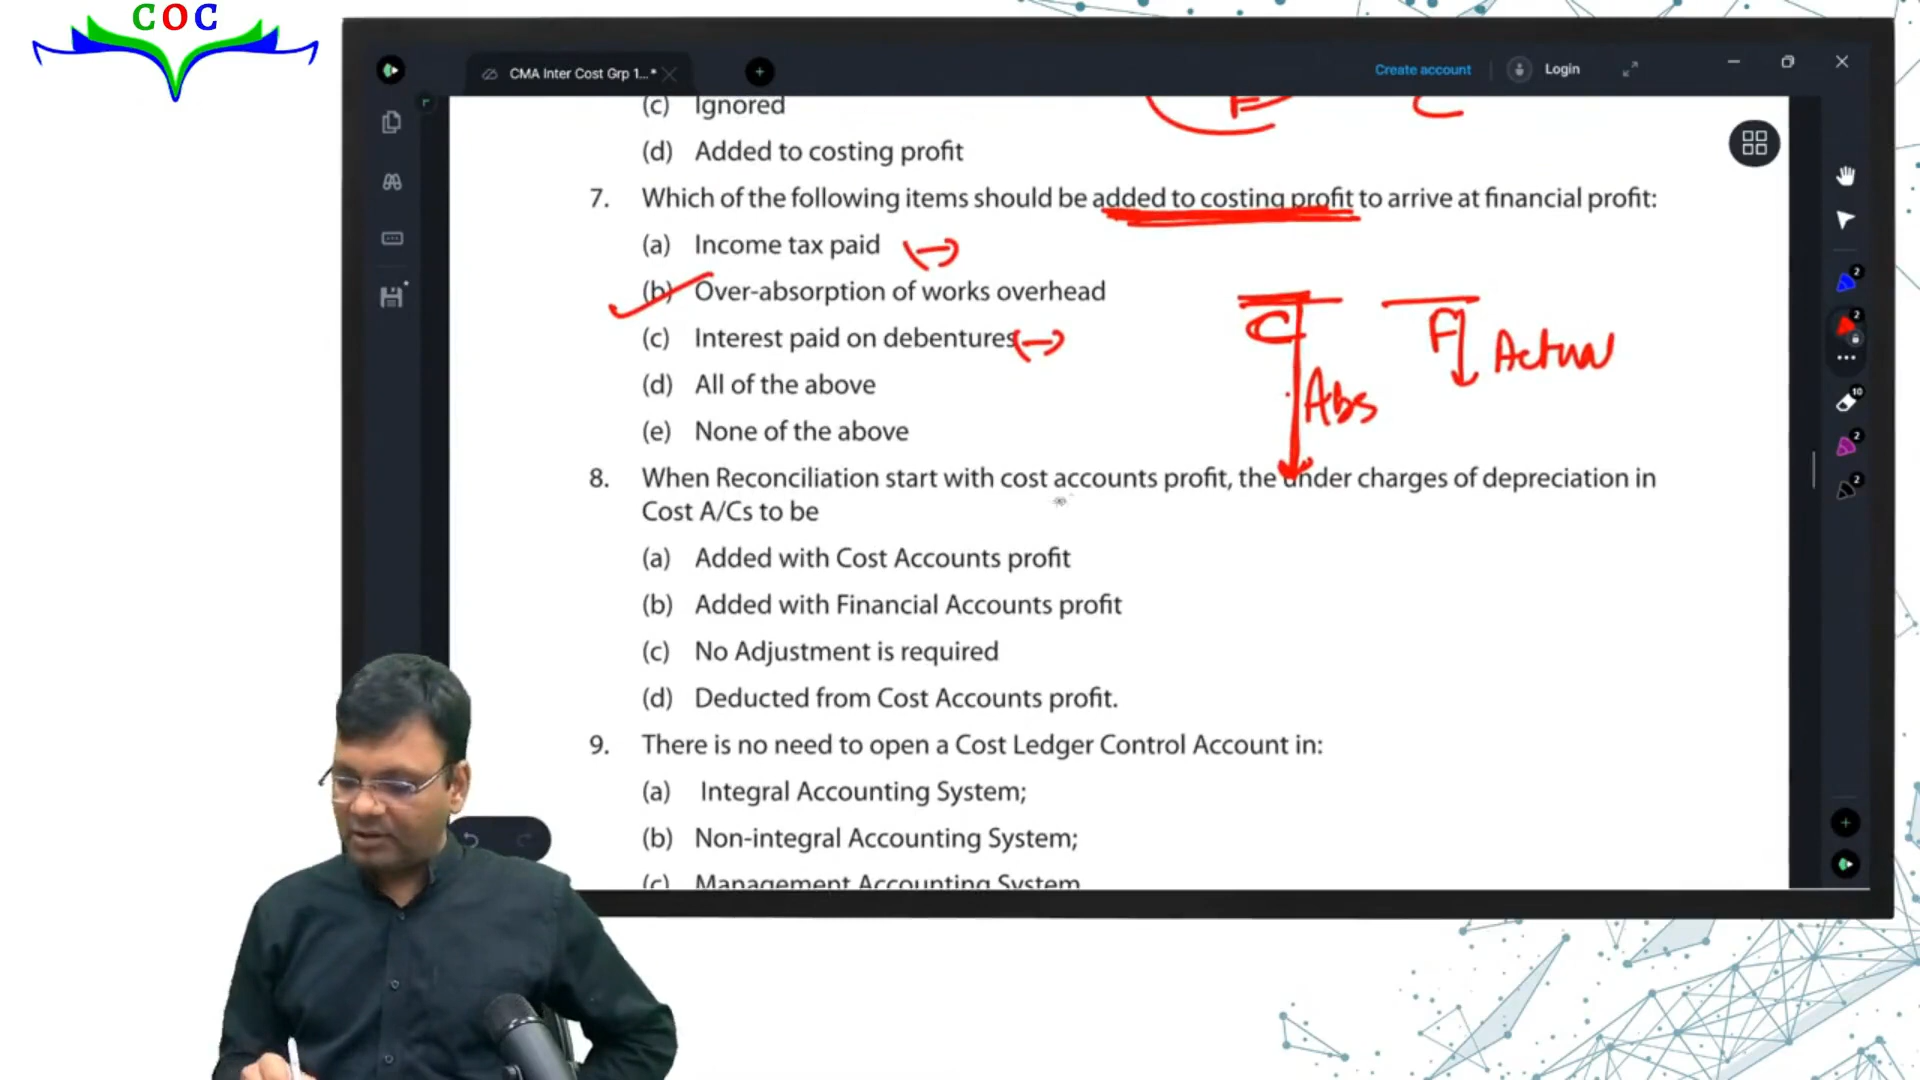 COC
CMA Inter Cost Grp 1...*
Create account
Login
(c) Ignored
(d) Added to costing profit
7. Which of the following items should be added to costing profit to arrive at financial profit:
(a) Income tax paid (-)
(b) Over-absorption of works overhead
(c) Interest paid on debentures (-)
(d) All of the above
(e) None of the above
C
F
Actual
Abs
8. When Reconciliation start with cost accounts profit, the under charges of depreciation in
Cost A/Cs to be
(a) Added with Cost Accounts profit
(b) Added with Financial Accounts profit
(c) No Adjustment is required
(d) Deducted from Cost Accounts profit.
9. There is no need to open a Cost Ledger Control Account in:
(a) Integral Accounting System;
(b) Non-integral Accounting System;
(c) Management Accounting System
2
2
10
2
2